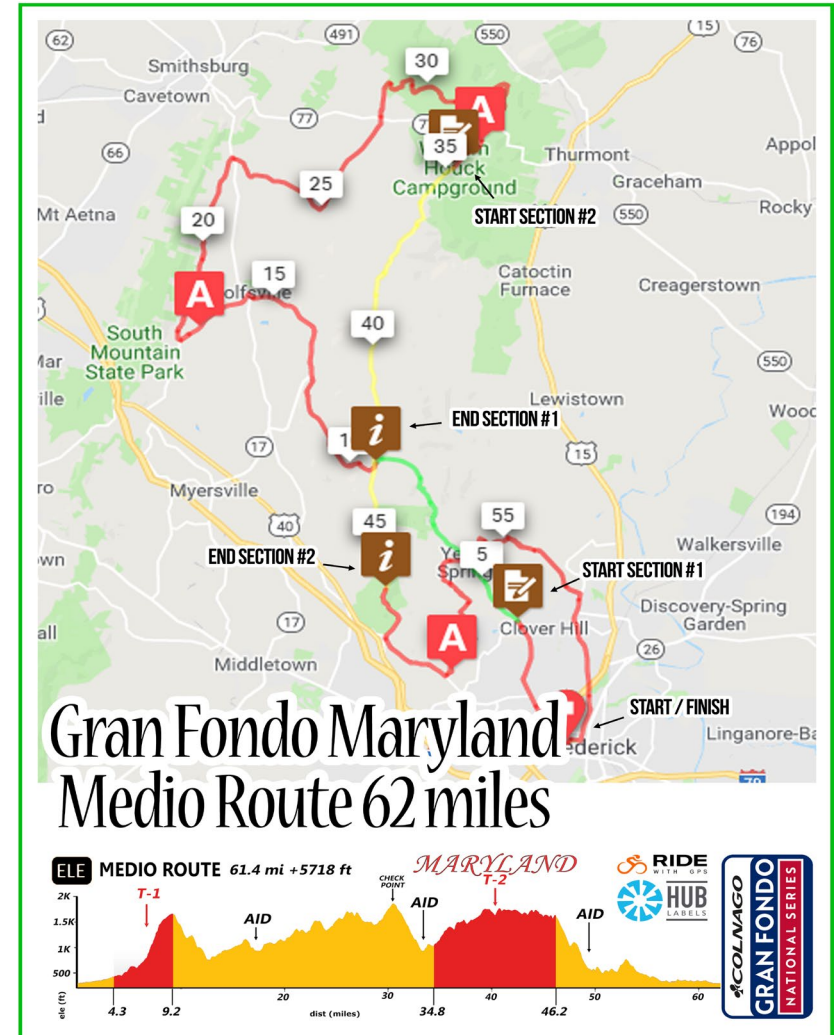 62
491
550
15
76
Smithsburg
Cavetown
30
A
77
66
35
Houck
Campground
Thurmont
Appol
Graceham
25
START SECTION #2
550
Rocky
Mt Aetna
20
15
Catoctin
Furnace
Creagerstown
A
South
Mountain
State Park
40
550
END SECTION #1
Lewistown
i
17
15
Myersville
194
45
55
40
Walkersville
END SECTION #2
i
5
START SECTION #1
Discovery-Spring
Garden
17
A
Clover Hill
26
Middletown
START / FINISH
Linganore-Ba
Gran Fondo Maryland
Medio Route 62 miles
ELE MEDIO ROUTE 61.4 mi +5718 ft
MARYLAND
RIDE
WITH GPS
HUB
LABELS
COLNAGO
GRAN FONDO
NATIONAL SERIES
T-1
CHECK
POINT
T-2
AID
AID
AID
2K
1.5K
1K
500
ele (ft)
4.3 9.2 20 30 34.8 40 46.2 50 60
dist (miles)